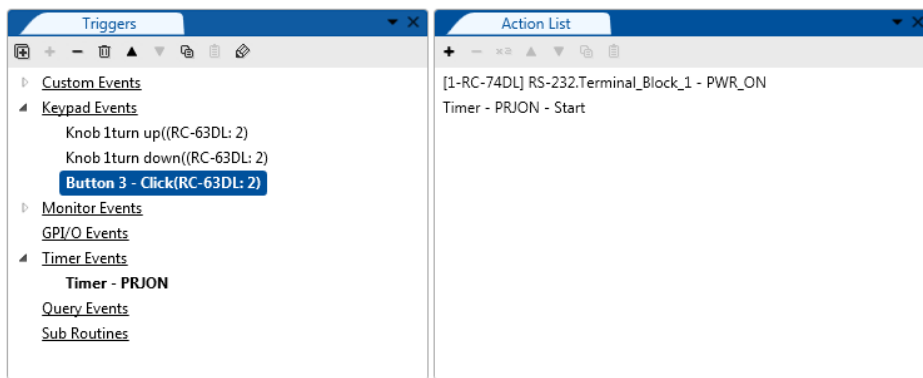 Triggers
Custom Events
Keypad Events
Knob 1turn up((RC-63DL: 2)
Knob 1turn down((RC-63DL: 2)
Button 3 - Click(RC-63DL: 2)
Monitor Events
GPI/O Events
Timer Events
Timer - PRJON
Query Events
Sub Routines
Action List
[1-RC-74DL] RS-232.Terminal_Block_1 - PWR_ON
Timer - PRJON - Start